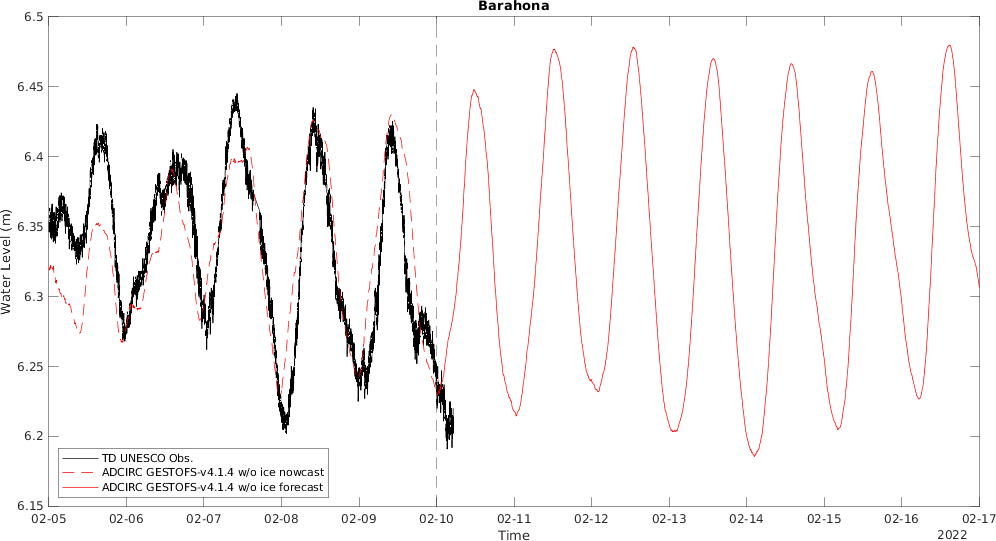 Barahona
6.5
6.45
6.4
6.35
6.3
6.25
6.2
6.15
Water Level (m)
TD UNESCO Obs.
ADCIRC GESTOFS-v4.1.4 w/o ice nowcast
ADCIRC GESTOFS-v4.1.4 w/o ice forecast
02-05 02-06 02-07 02-08 02-09 02-10 02-11 02-12 02-13 02-14 02-15 02-16 02-17
Time
2022